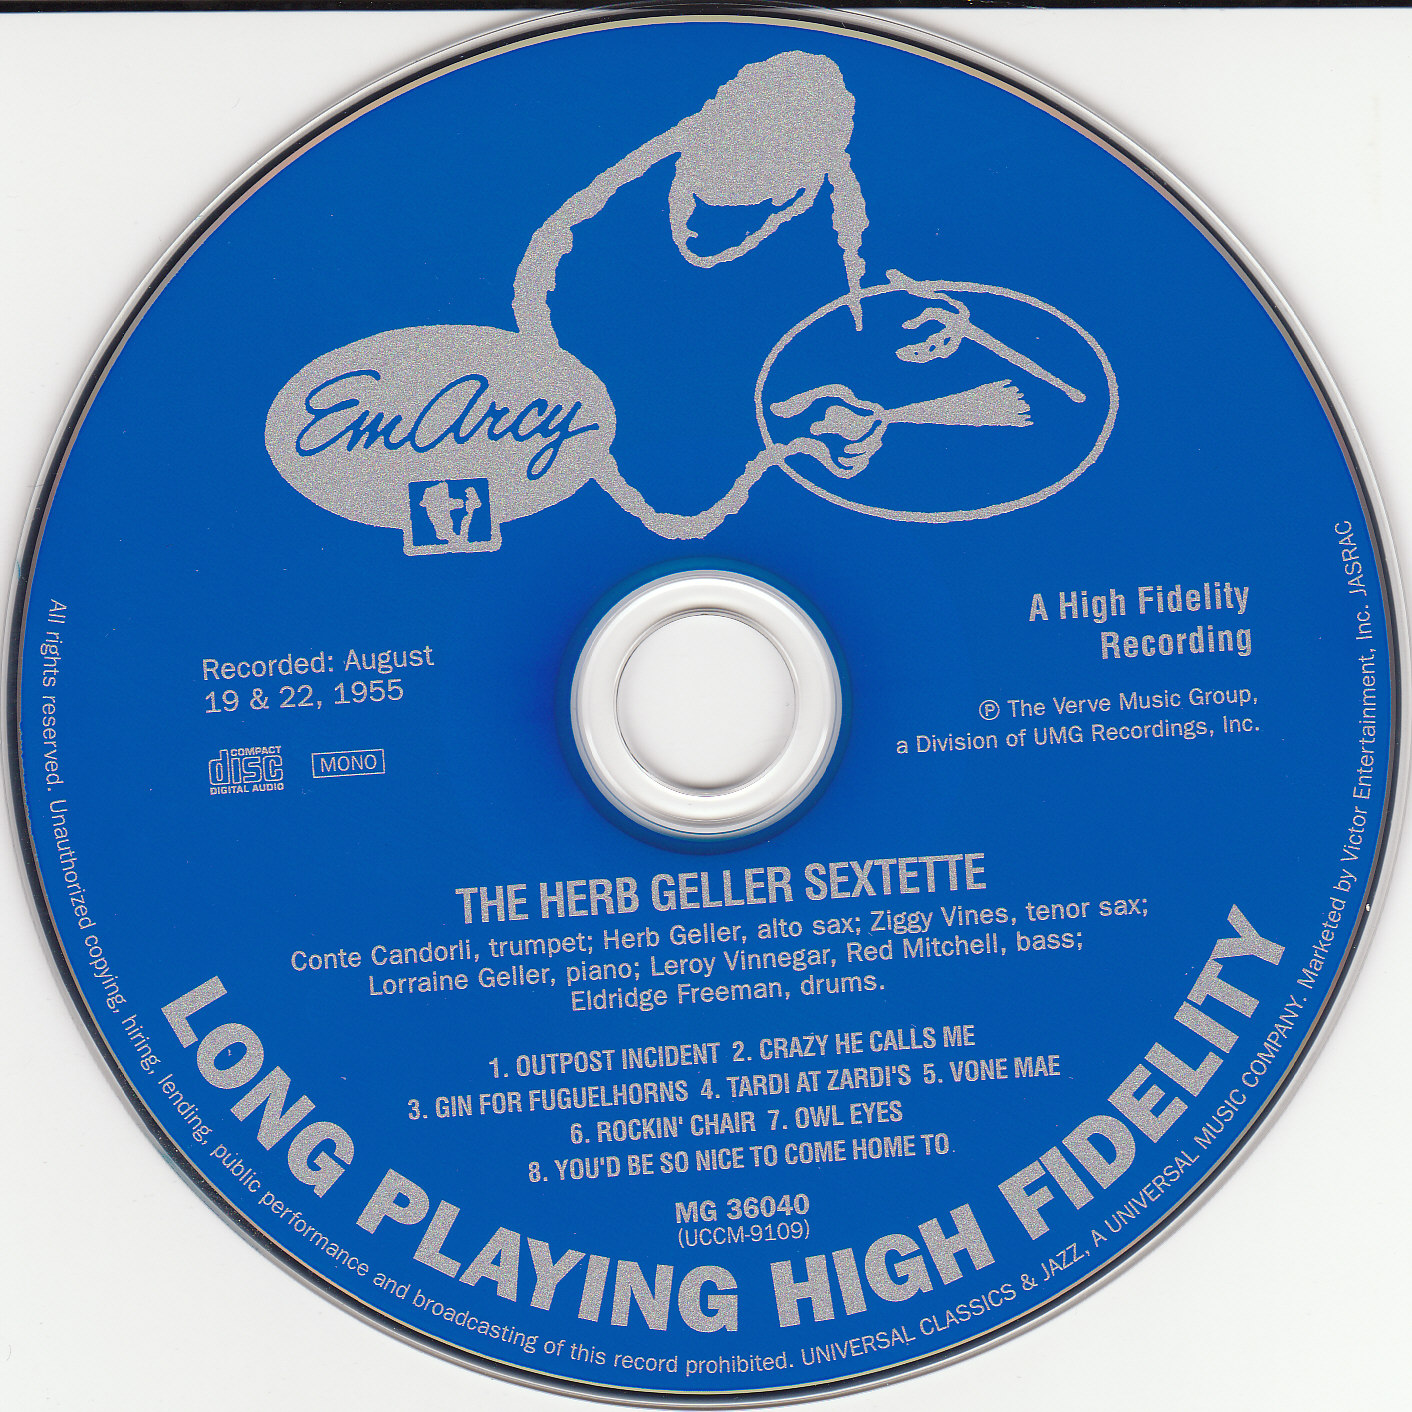 EmArcy
A High Fidelity
Recording
Recorded: August
19 & 22, 1955
℗ The Verve Music Group,
a Division of UMG Recordings, Inc.
COMPACT
disc
DIGITAL AUDIO
MONO
THE HERB GELLER SEXTETTE
Conte Candorli, trumpet; Herb Geller, alto sax; Ziggy Vines, tenor sax;
Lorraine Geller, piano; Leroy Vinnegar, Red Mitchell, bass;
Eldridge Freeman, drums.
1. OUTPOST INCIDENT 2. CRAZY HE CALLS ME
3. GIN FOR FUGUELHORNS 4. TARDI AT ZARDI'S 5. VONE MAE
6. ROCKIN' CHAIR 7. OWL EYES
8. YOU'D BE SO NICE TO COME HOME TO
MG 36040
(UCCM-9109)
LONG PLAYING HIGH FIDELITY
All rights reserved. Unauthorized copying, hiring, lending, public performance and broadcasting of this record prohibited. UNIVERSAL CLASSICS & JAZZ, A UNIVERSAL MUSIC COMPANY. Marketed by Victor Entertainment, Inc. JASRAC